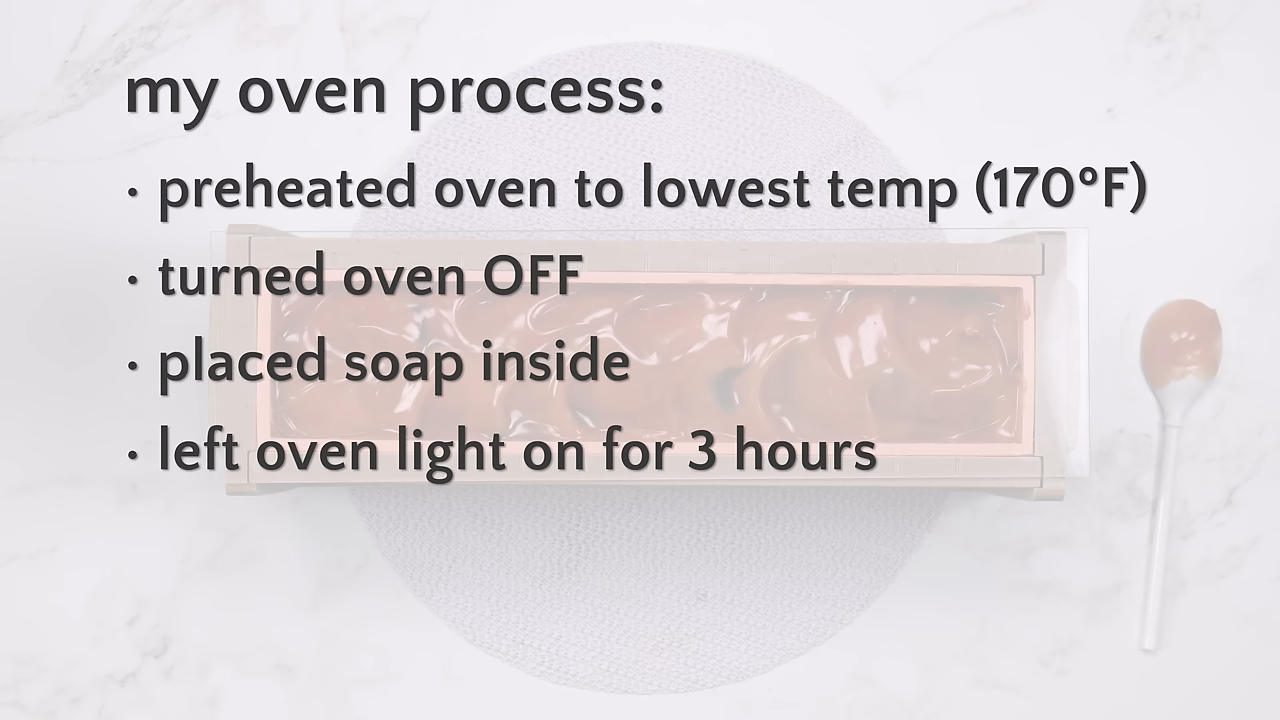 my oven process:
· preheated oven to lowest temp (170°F)
· turned oven OFF
· placed soap inside
· left oven light on for 3 hours